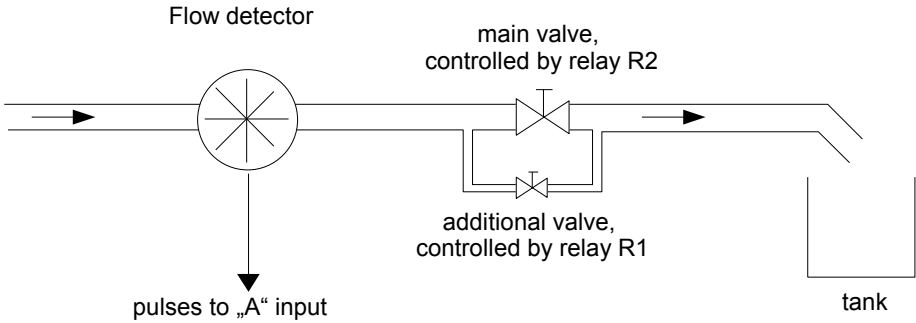 Flow detector
main valve,
controlled by relay R2
additional valve,
controlled by relay R1
pulses to „A“ input
tank